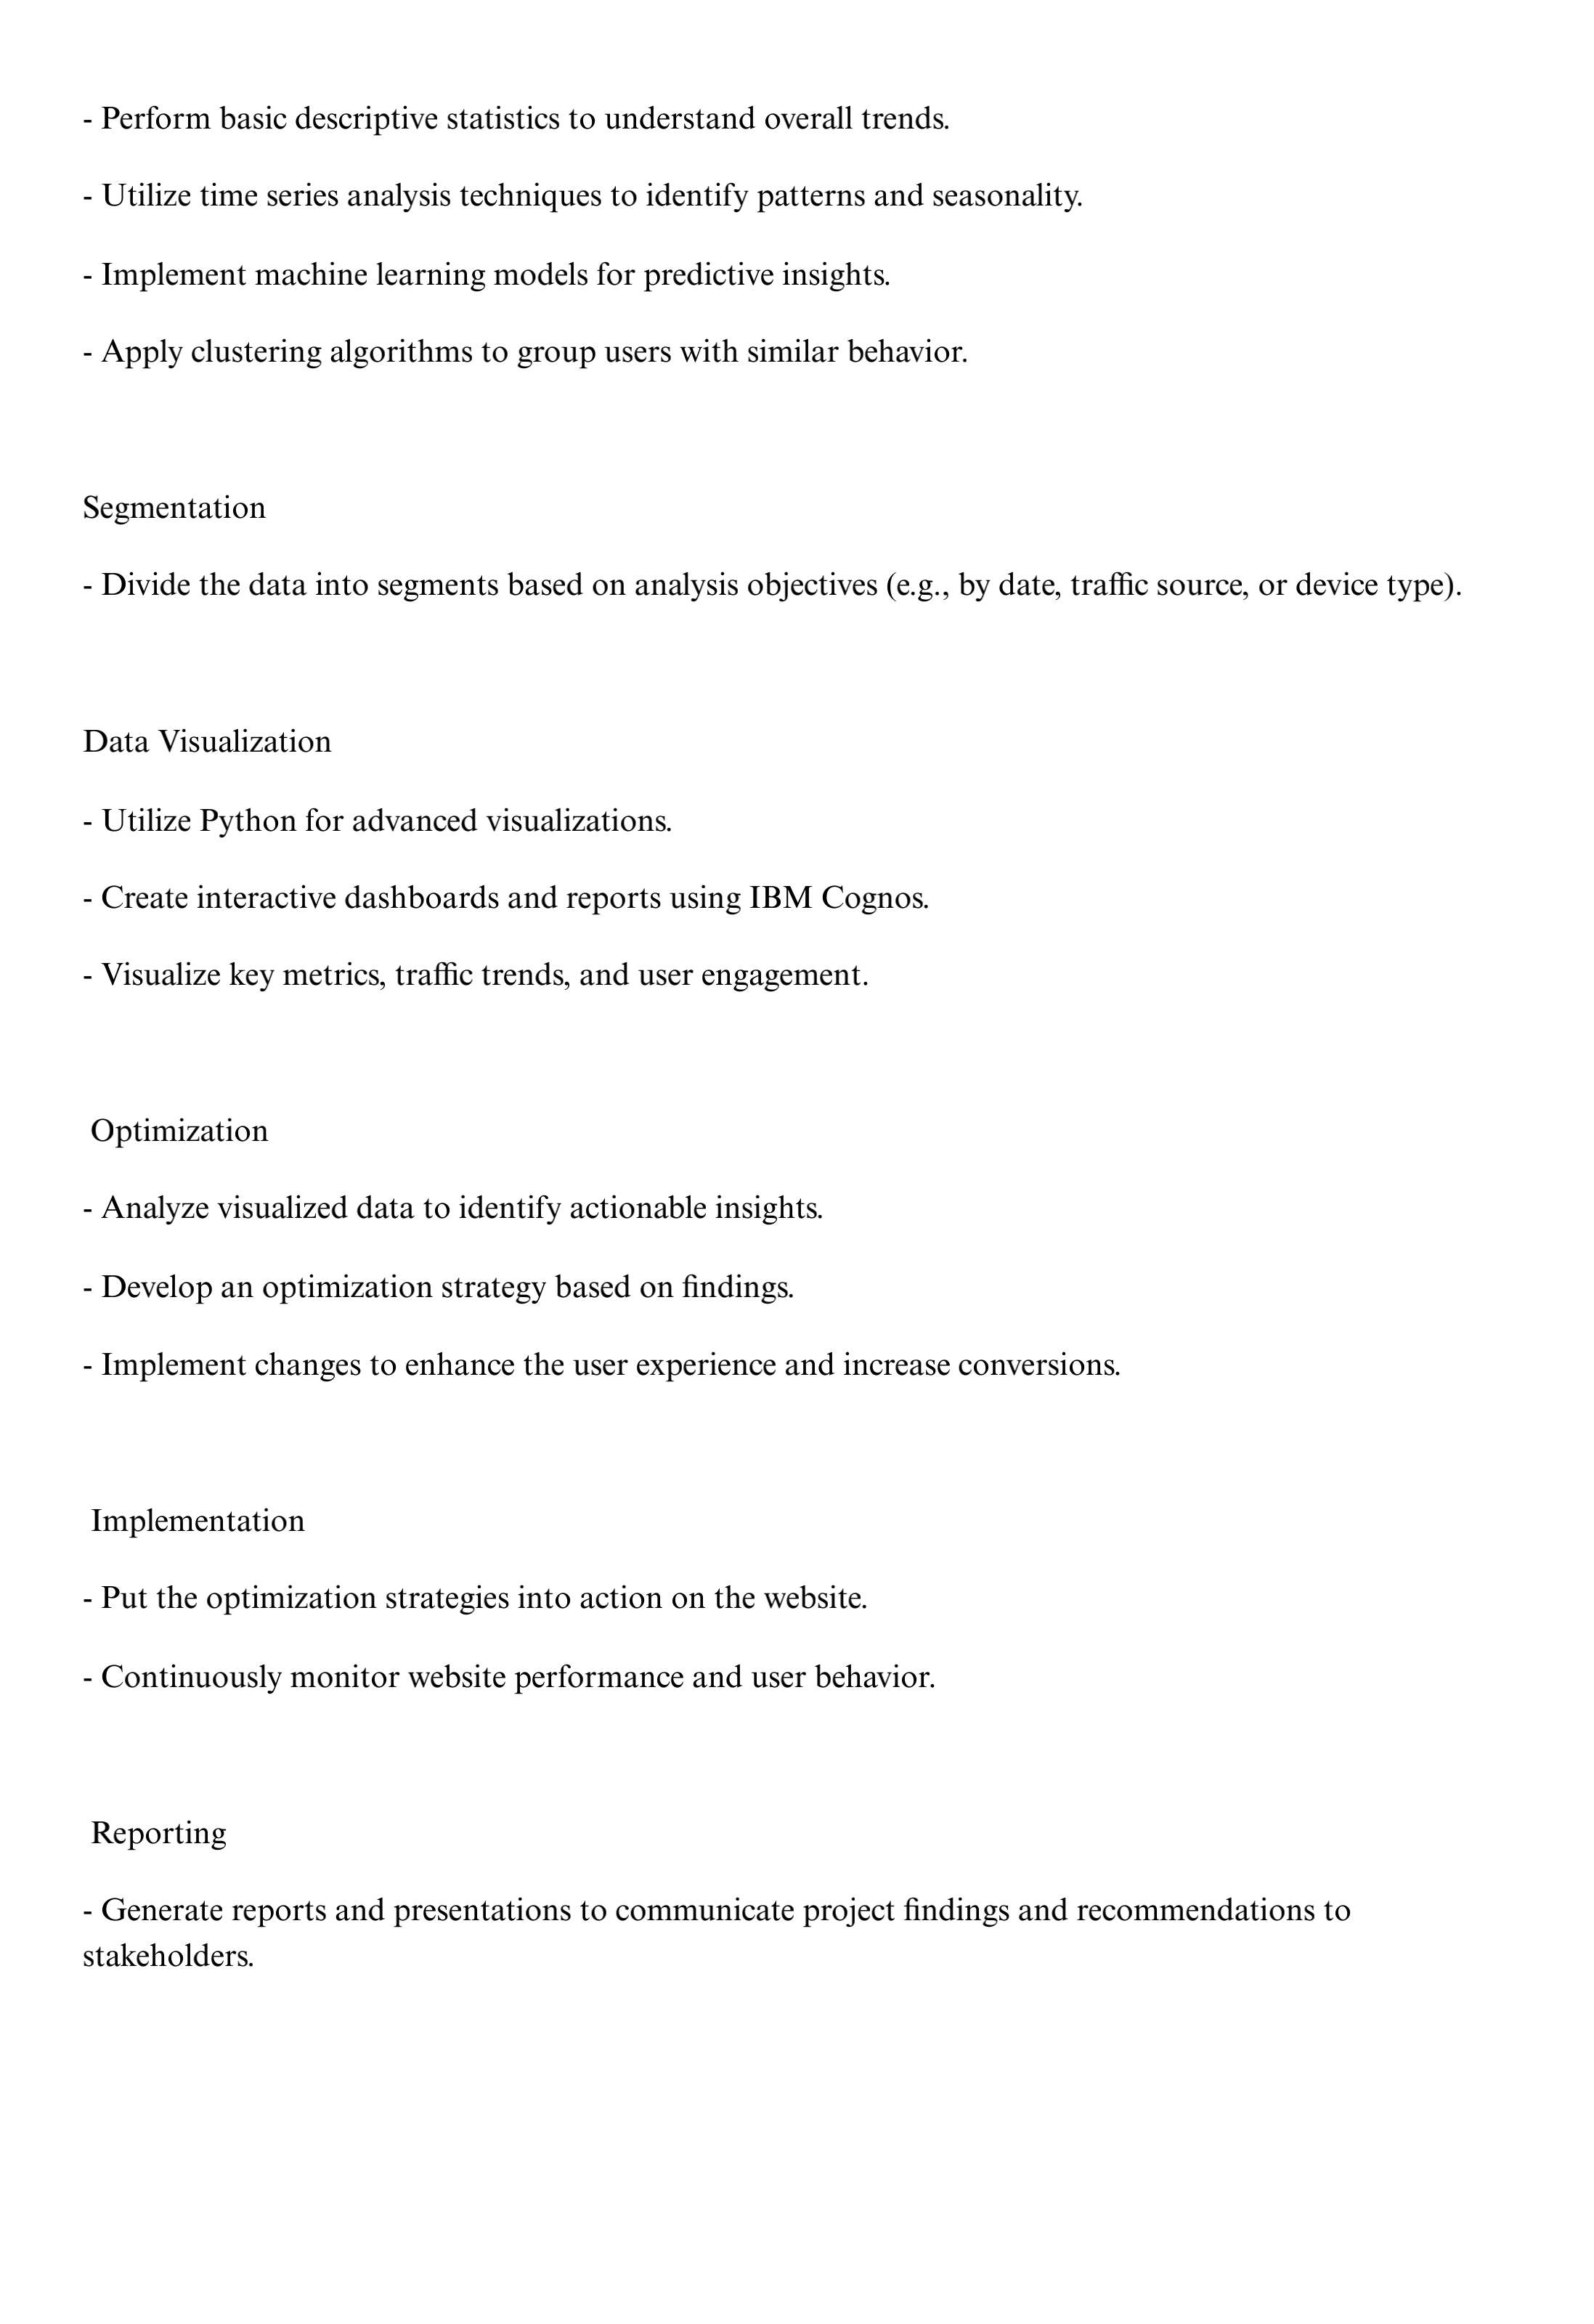 - Perform basic descriptive statistics to understand overall trends.
- Utilize time series analysis techniques to identify patterns and seasonality.
- Implement machine learning models for predictive insights.
- Apply clustering algorithms to group users with similar behavior.
Segmentation
- Divide the data into segments based on analysis objectives (e.g., by date, traffic source, or device type).
Data Visualization
- Utilize Python for advanced visualizations.
- Create interactive dashboards and reports using IBM Cognos.
- Visualize key metrics, traffic trends, and user engagement.
Optimization
- Analyze visualized data to identify actionable insights.
- Develop an optimization strategy based on findings.
- Implement changes to enhance the user experience and increase conversions.
Implementation
- Put the optimization strategies into action on the website.
- Continuously monitor website performance and user behavior.
Reporting
- Generate reports and presentations to communicate project findings and recommendations to
stakeholders.